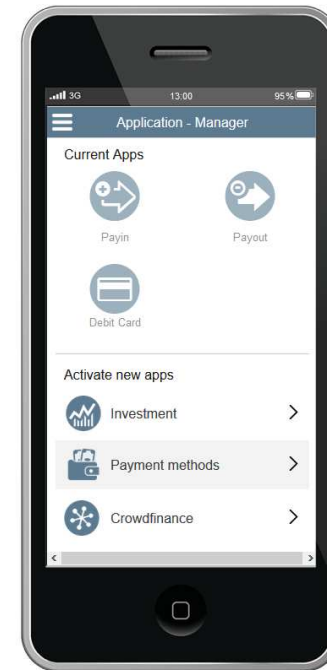 3G 13:00 95%
Application - Manager
Current Apps
Payin Payout
Debit Card
Activate new apps
Investment
Payment methods
Crowdfinance